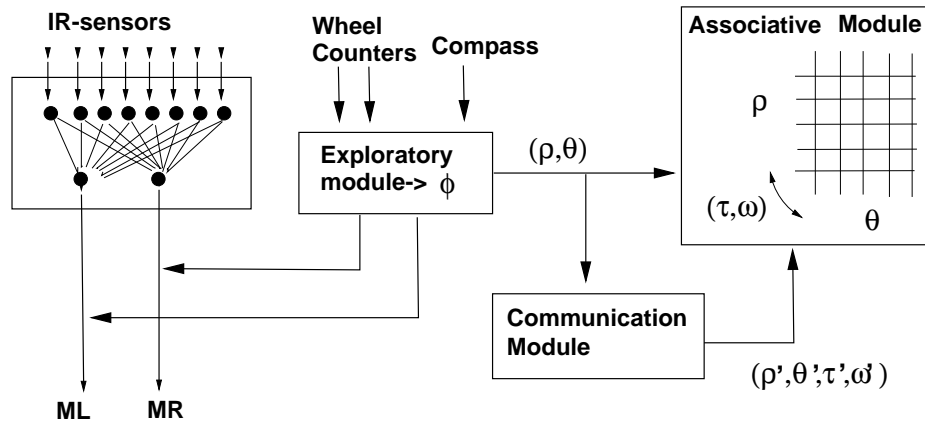 IR-sensors
Wheel
Counters
Compass
Associative Module
ρ
θ
(τ,ω)
Exploratory
module-> ϕ
(ρ,θ)
Communication
Module
(ρ',θ',τ',ω')
ML
MR